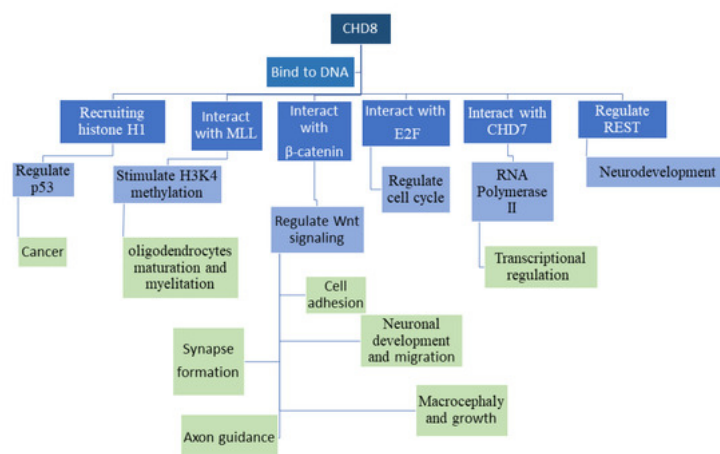 CHD8
Bind to DNA
Recruiting
histone H1
Interact
with MLL
Interact
with
β-catenin
Interact with
E2F
Interact with
CHD7
Regulate
REST
Regulate
p53
Stimulate H3K4
methylation
Regulate Wnt
signaling
Regulate
cell cycle
RNA
Polymerase
II
Neurodevelopment
Cancer
oligodendrocytes
maturation and
myelitation
Transcriptional
regulation
Cell
adhesion
Neuronal
development
and migration
Synapse
formation
Macrocephaly
and growth
Axon guidance